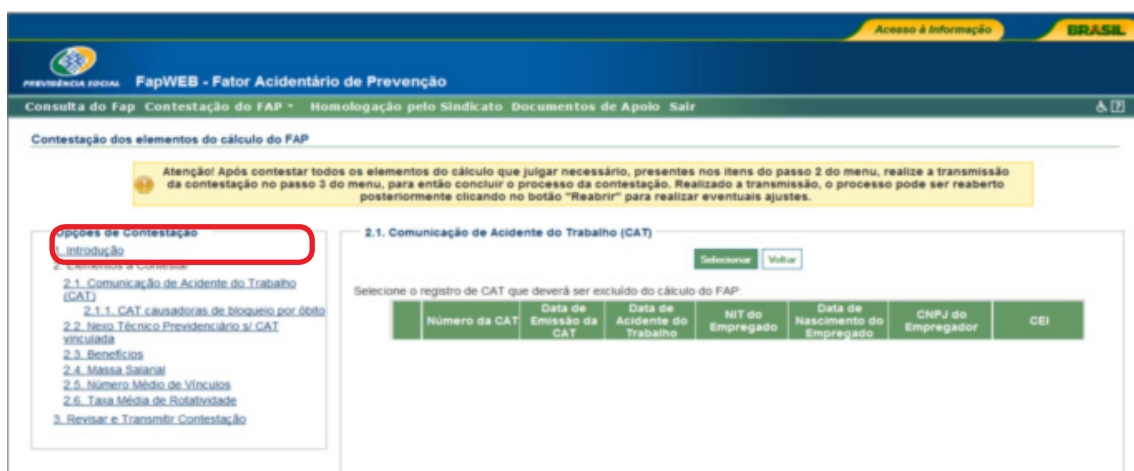 Acesso à Informação
BRASIL
PREVIDÊNCIA SOCIAL
FapWEB - Fator Acidentário de Prevenção
Consulta do Fap Contestação do FAP Homologação pelo Sindicato Documentos de Apoio Sair
Contestação dos elementos do cálculo do FAP
Atenção! Após contestar todos os elementos do cálculo que julgar necessário, presentes nos itens do passo 2 do menu, realize a transmissão
da contestação no passo 3 do menu, para então concluir o processo da contestação. Realizado a transmissão, o processo pode ser reaberto
posteriormente clicando no botão "Reabrir" para realizar eventuais ajustes.
Opções de Contestação
1. Introdução
2. Elementos a Contestar
2.1. Comunicação de Acidente do Trabalho
(CAT)
2.1.1. CAT causadoras de bloqueio por óbito
2.2. Nexo Técnico Previdenciário s/ CAT
vinculada
2.3. Benefícios
2.4. Massa Salarial
2.5. Número Médio de Vínculos
2.6. Taxa Média de Rotatividade
3. Revisar e Transmitir Contestação
2.1. Comunicação de Acidente do Trabalho (CAT)
Selecionar Voltar
Selecione o registro de CAT que deverá ser excluído do cálculo do FAP:
Número da CAT
Data de
Emissão da
CAT
Data de
Acidente do
Trabalho
NIT do
Empregado
Data de
Nascimento do
Empregado
CNPJ do
Empregador
CEI